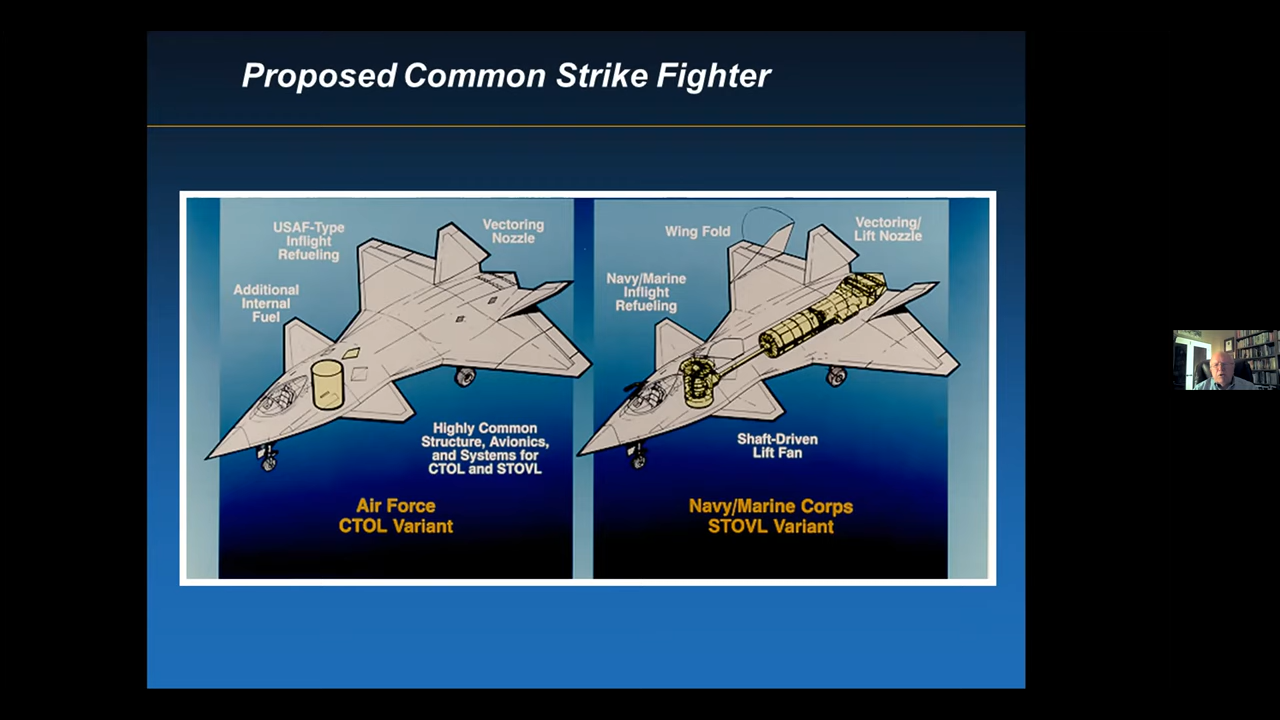 Proposed Common Strike Fighter
USAF-Type
Inflight
Refueling
Vectoring
Nozzle
Additional
Internal
Fuel
Highly Common
Structure, Avionics,
and Systems for
CTOL and STOVL
Air Force
CTOL Variant
Wing Fold
Vectoring/
Lift Nozzle
Navy/Marine
Inflight
Refueling
Shaft-Driven
Lift Fan
Navy/Marine Corps
STOVL Variant